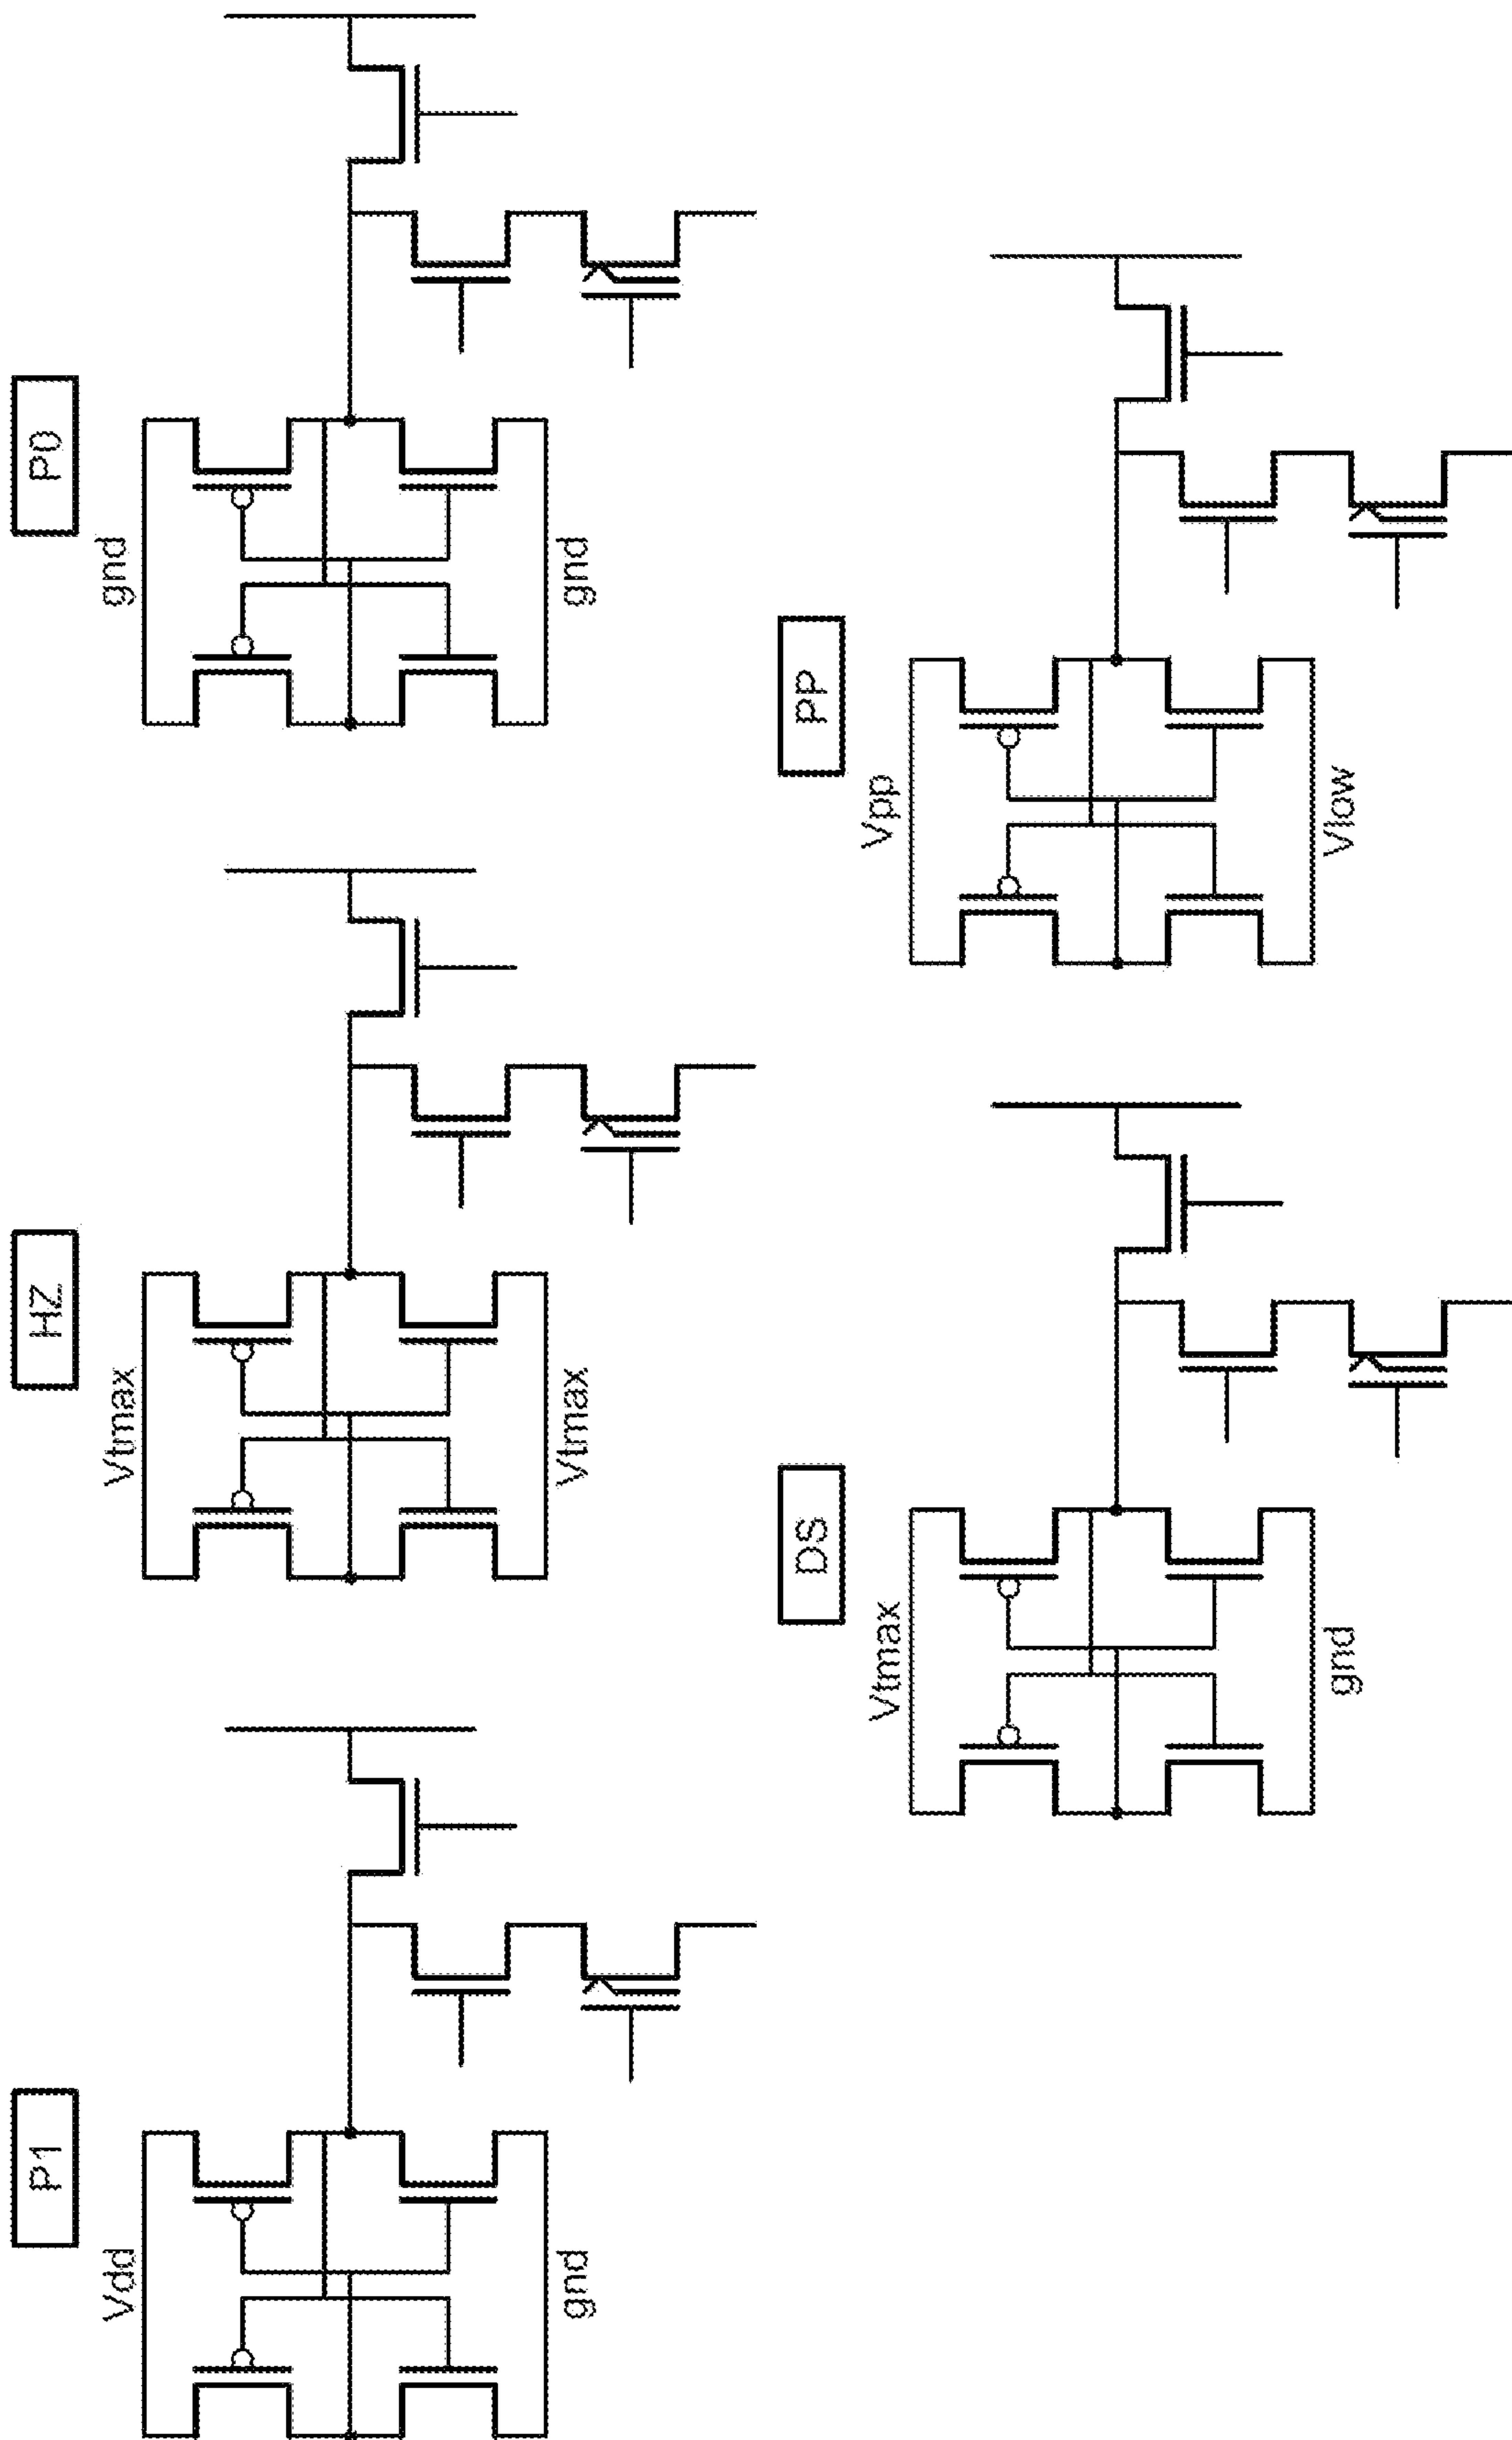 P1
Vdd
gnd
HZ
Vtmax
Vtmax
P0
gnd
gnd
DS
Vtmax
gnd
PP
Vpp
Vlow